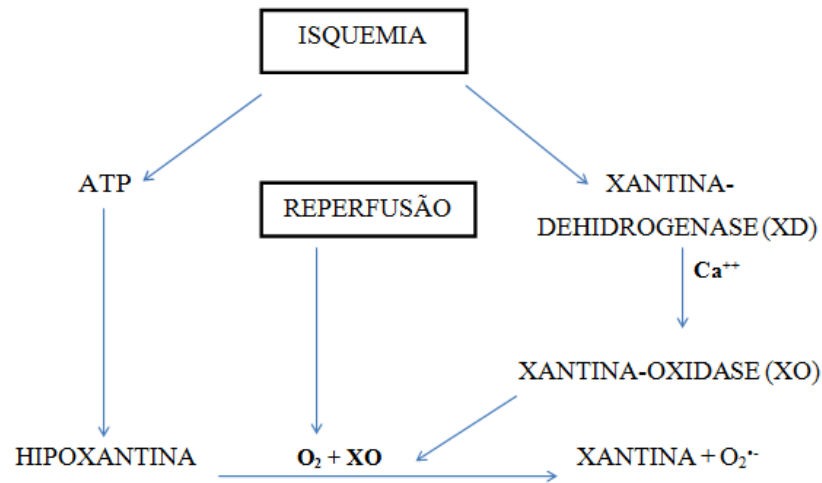 ISQUEMIA
ATP
REPERFUSÃO
XANTINA-
DEHIDROGENASE (XD)
Ca⁺⁺
XANTINA-OXIDASE (XO)
HIPOXANTINA
O₂ + XO
XANTINA + O₂•-